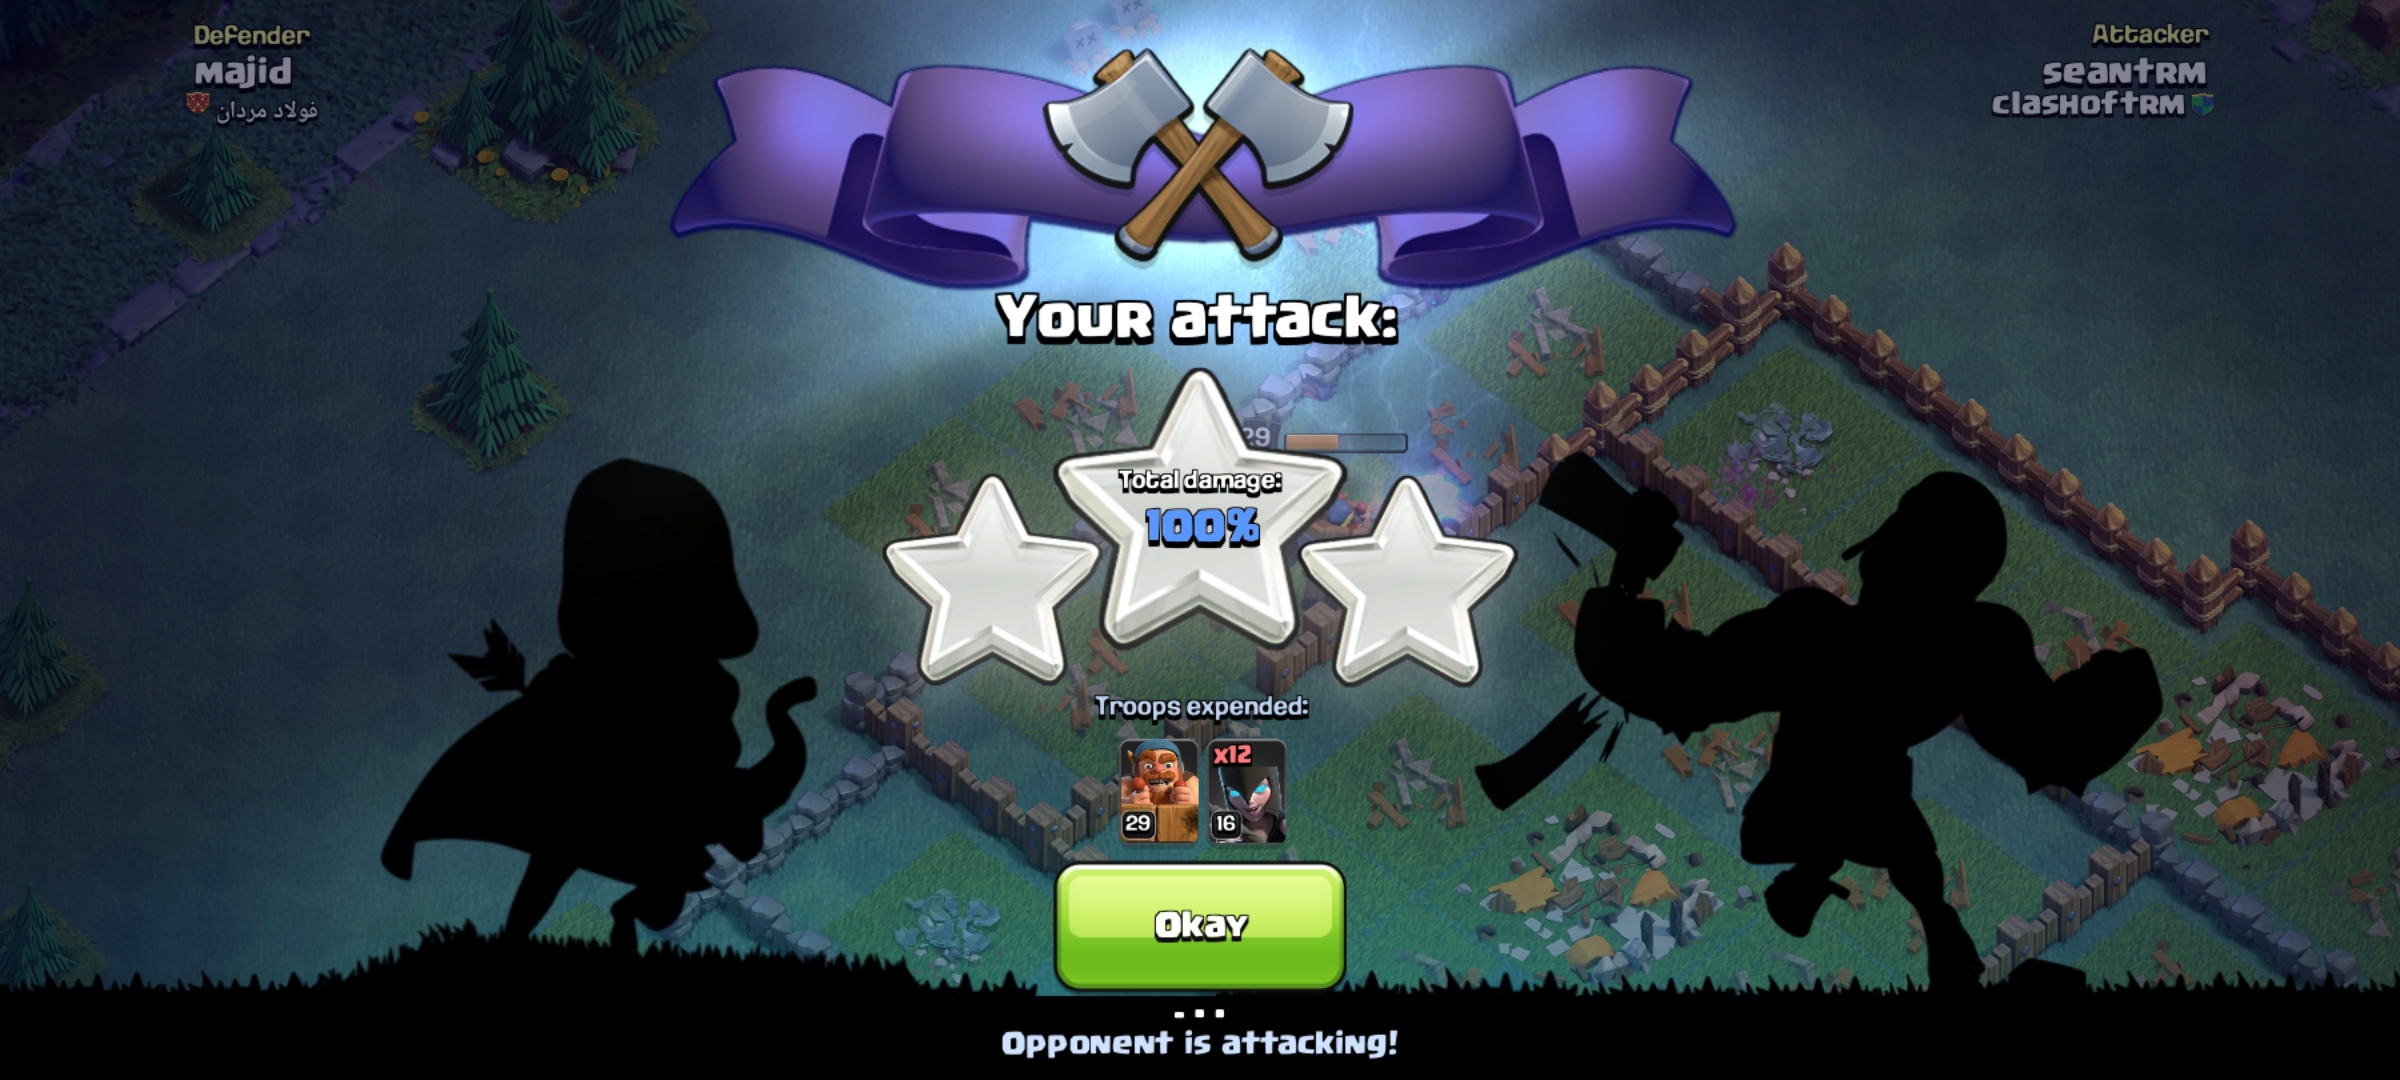 Defender
majid
فولاد مردان
Attacker
seantrm
clashoftrm
Your attack:
29
Total damage:
100%
Troops expended:
x12
29
16
Okay
Opponent is attacking!